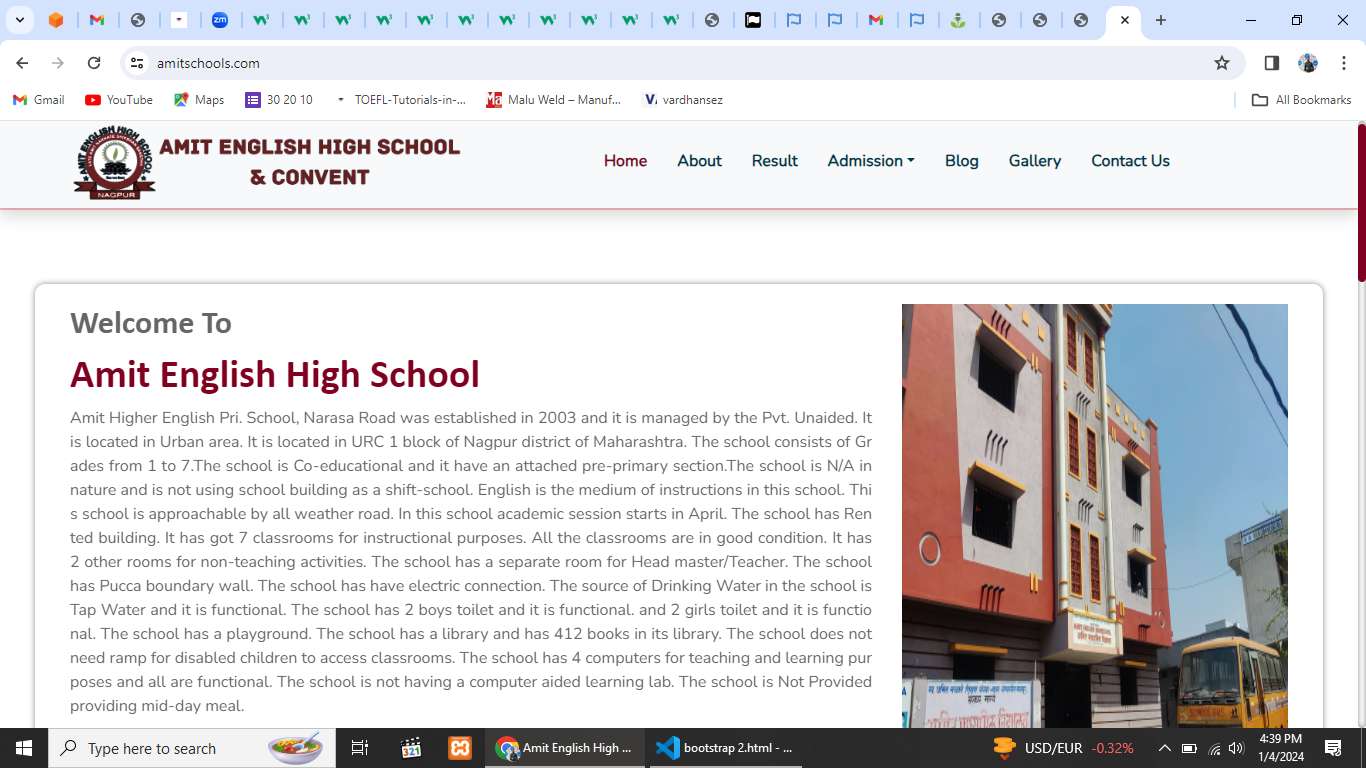 amitschools.com
Gmail
YouTube
Maps
30 20 10
TOEFL-Tutorials-in-...
Malu Weld – Manuf...
vardhansez
All Bookmarks
AMIT ENGLISH HIGH SCHOOL
NAGPUR
AMIT ENGLISH HIGH SCHOOL
& CONVENT
Home
About
Result
Admission
Blog
Gallery
Contact Us
Welcome To
Amit English High School
Amit Higher English Pri. School, Narasa Road was established in 2003 and it is managed by the Pvt. Unaided. It
is located in Urban area. It is located in URC 1 block of Nagpur district of Maharashtra. The school consists of Gr
ades from 1 to 7.The school is Co-educational and it have an attached pre-primary section.The school is N/A in
nature and is not using school building as a shift-school. English is the medium of instructions in this school. Thi
s school is approachable by all weather road. In this school academic session starts in April. The school has Ren
ted building. It has got 7 classrooms for instructional purposes. All the classrooms are in good condition. It has
2 other rooms for non-teaching activities. The school has a separate room for Head master/Teacher. The school
has Pucca boundary wall. The school has have electric connection. The source of Drinking Water in the school is
Tap Water and it is functional. The school has 2 boys toilet and it is functional. and 2 girls toilet and it is functio
nal. The school has a playground. The school has a library and has 412 books in its library. The school does not
need ramp for disabled children to access classrooms. The school has 4 computers for teaching and learning pur
poses and all are functional. The school is not having a computer aided learning lab. The school is Not Provided
providing mid-day meal.
Type here to search
321
Amit English High ...
bootstrap 2.html - ...
USD/EUR -0.32%
4:39 PM
1/4/2024